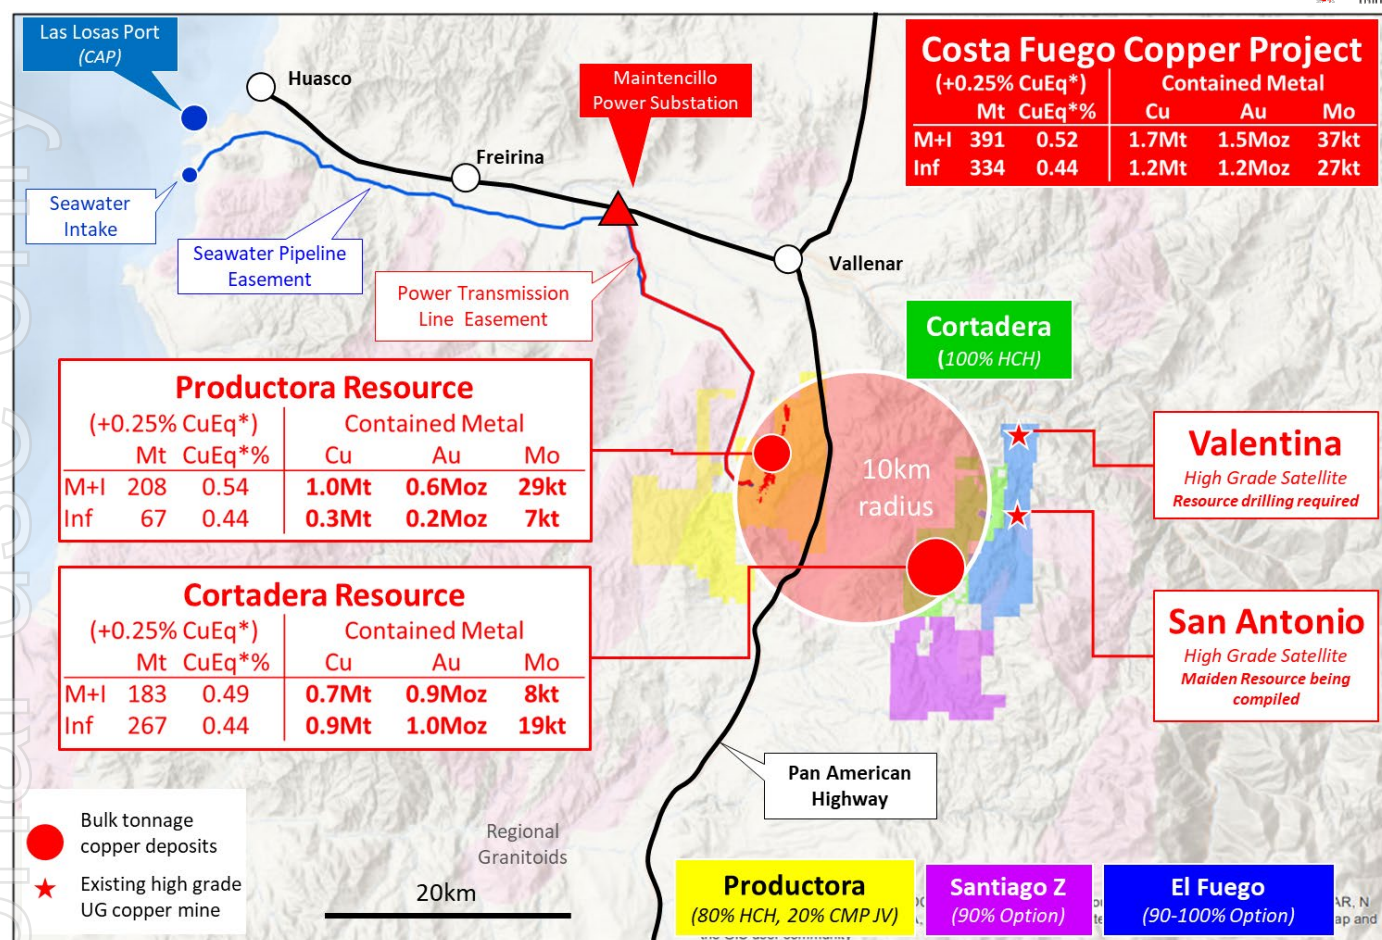 Las Losas Port
(CAP)
Huasco
Maintencillo
Power Substation
Costa Fuego Copper Project
(+0.25% CuEq*) Contained Metal
Mt CuEq*% Cu Au Mo
M+I 391 0.52 1.7Mt 1.5Moz 37kt
Inf 334 0.44 1.2Mt 1.2Moz 27kt
Freirina
Seawater
Intake
Seawater Pipeline
Easement
Power Transmission
Line Easement
Vallenar
Cortadera
(100% HCH)
Productora Resource
(+0.25% CuEq*) Contained Metal
Mt CuEq*% Cu Au Mo
M+I 208 0.54 1.0Mt 0.6Moz 29kt
Inf 67 0.44 0.3Mt 0.2Moz 7kt
10km
radius
Valentina
High Grade Satellite
Resource drilling required
Cortadera Resource
(+0.25% CuEq*) Contained Metal
Mt CuEq*% Cu Au Mo
M+I 183 0.49 0.7Mt 0.9Moz 8kt
Inf 267 0.44 0.9Mt 1.0Moz 19kt
San Antonio
High Grade Satellite
Maiden Resource being
compiled
Pan American
Highway
Bulk tonnage
copper deposits
Existing high grade
UG copper mine
Regional
Granitoids
20km
Productora
(80% HCH, 20% CMP JV)
Santiago Z
(90% Option)
El Fuego
(90-100% Option)